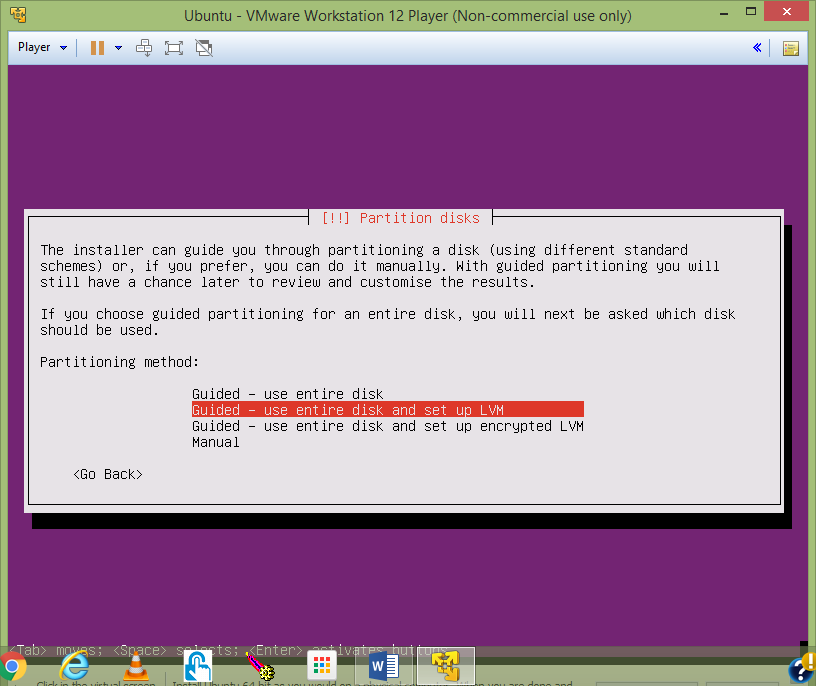 Ubuntu - VMware Workstation 12 Player (Non-commercial use only)
Player
[!!] Partition disks
The installer can guide you through partitioning a disk (using different standard
schemes) or, if you prefer, you can do it manually. With guided partitioning you will
still have a chance later to review and customise the results.
If you choose guided partitioning for an entire disk, you will next be asked which disk
should be used.
Partitioning method:
Guided - use entire disk
Guided - use entire disk and set up LVM
Guided - use entire disk and set up encrypted LVM
Manual
<Go Back>
<Tab> moves; <Space> selects; <Enter> activates buttons